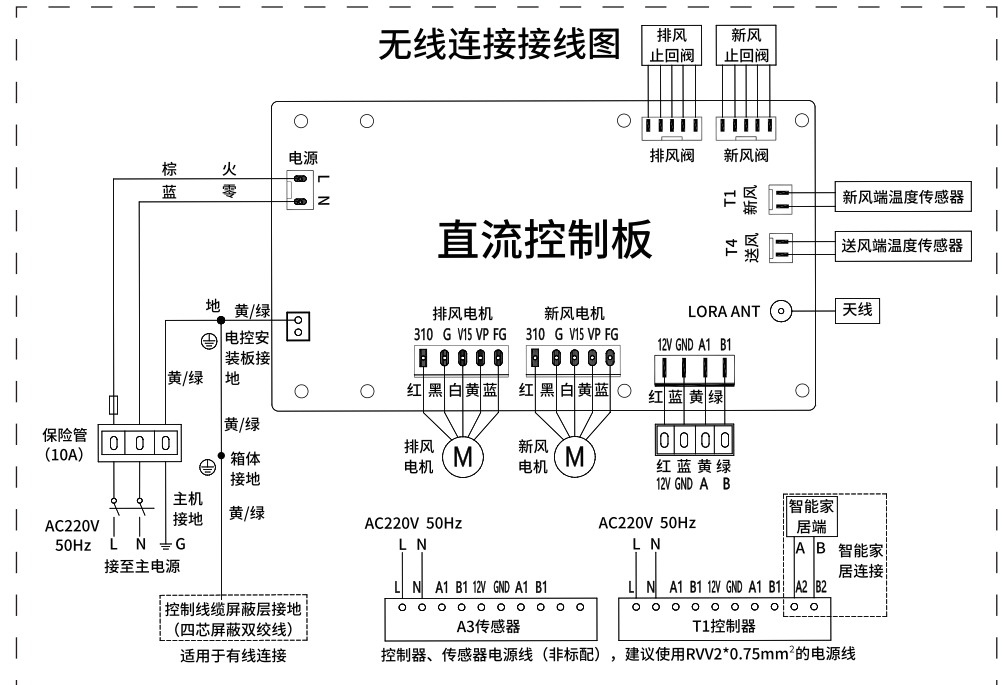 无线连接接线图
排风
止回阀
新风
止回阀
排风阀
新风阀
电源
棕 火
L
蓝 零
N
T1
新风
新风端温度传感器
T4
送风
送风端温度传感器
直流控制板
LORA ANT
天线
地 黄/绿
电控安
装板接
地
黄/绿
排风电机
310 G V15 VP FG
红 黑 白 黄 蓝
排风
电机
M
新风电机
310 G V15 VP FG
红 黑 白 黄 蓝
新风
电机
M
12V GND A1 B1
红 蓝 黄 绿
红 蓝 黄 绿
12V GND A B
黄/绿
保险管
（10A）
箱体
接地
主机
接地
黄/绿
AC220V
50Hz
L N G
接至主电源
控制线缆屏蔽层接地
（四芯屏蔽双绞线）
适用于有线连接
AC220V 50Hz
L N
L N A1 B1 12V GND A1 B1
A3传感器
AC220V 50Hz
L N
L N A1 B1 12V GND A1 B1 A2 B2
T1控制器
智能家
居端
A B
智能家
居连接
控制器、传感器电源线（非标配），建议使用RVV2*0.75mm²的电源线